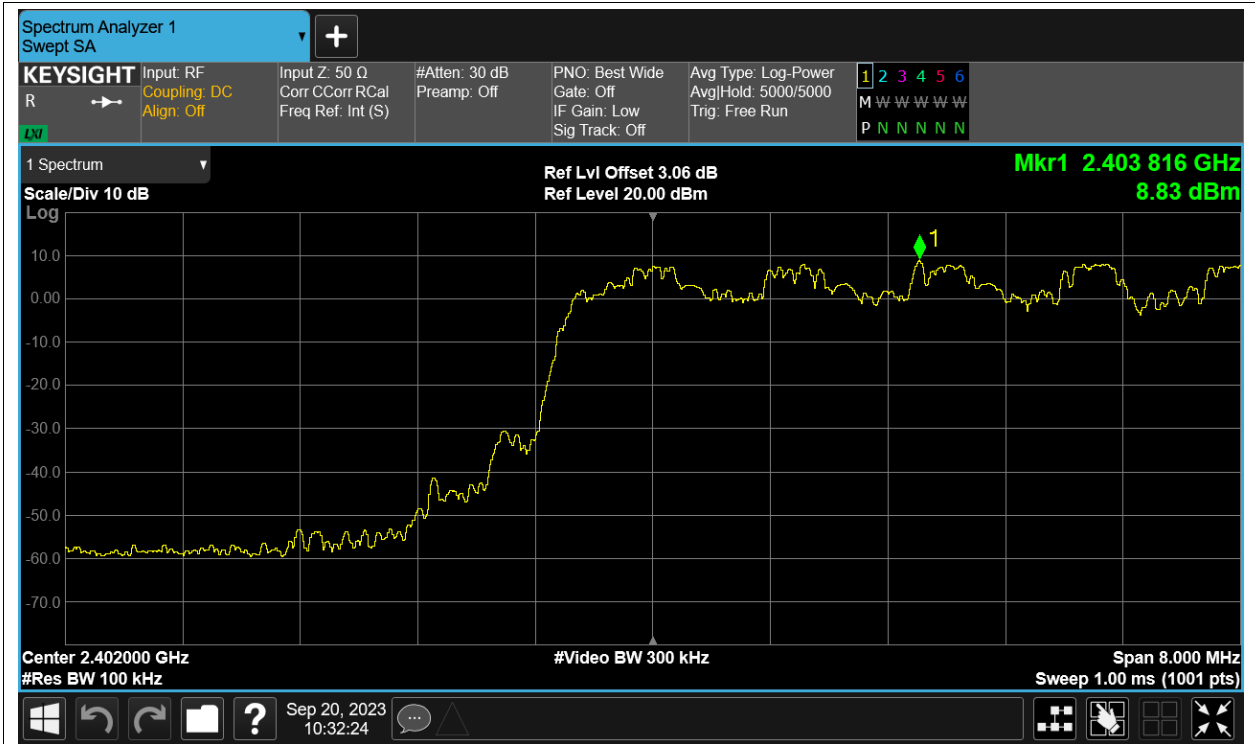 Spectrum Analyzer 1
Swept SA
KEYSIGHT
R
LXI
Input: RF
Coupling: DC
Align: Off
Input Z: 50 Ω
Corr CCorr RCal
Freq Ref: Int (S)
#Atten: 30 dB
Preamp: Off
PNO: Best Wide
Gate: Off
IF Gain: Low
Sig Track: Off
Avg Type: Log-Power
Avg|Hold: 5000/5000
Trig: Free Run
1 2 3 4 5 6
M W W W W W
P N N N N N
1 Spectrum
Scale/Div 10 dB
Log
Ref Lvl Offset 3.06 dB
Ref Level 20.00 dBm
Mkr1 2.403 816 GHz
8.83 dBm
1
10.0
0.00
-10.0
-20.0
-30.0
-40.0
-50.0
-60.0
-70.0
Center 2.402000 GHz
#Res BW 100 kHz
#Video BW 300 kHz
Span 8.000 MHz
Sweep 1.00 ms (1001 pts)
?
Sep 20, 2023
10:32:24